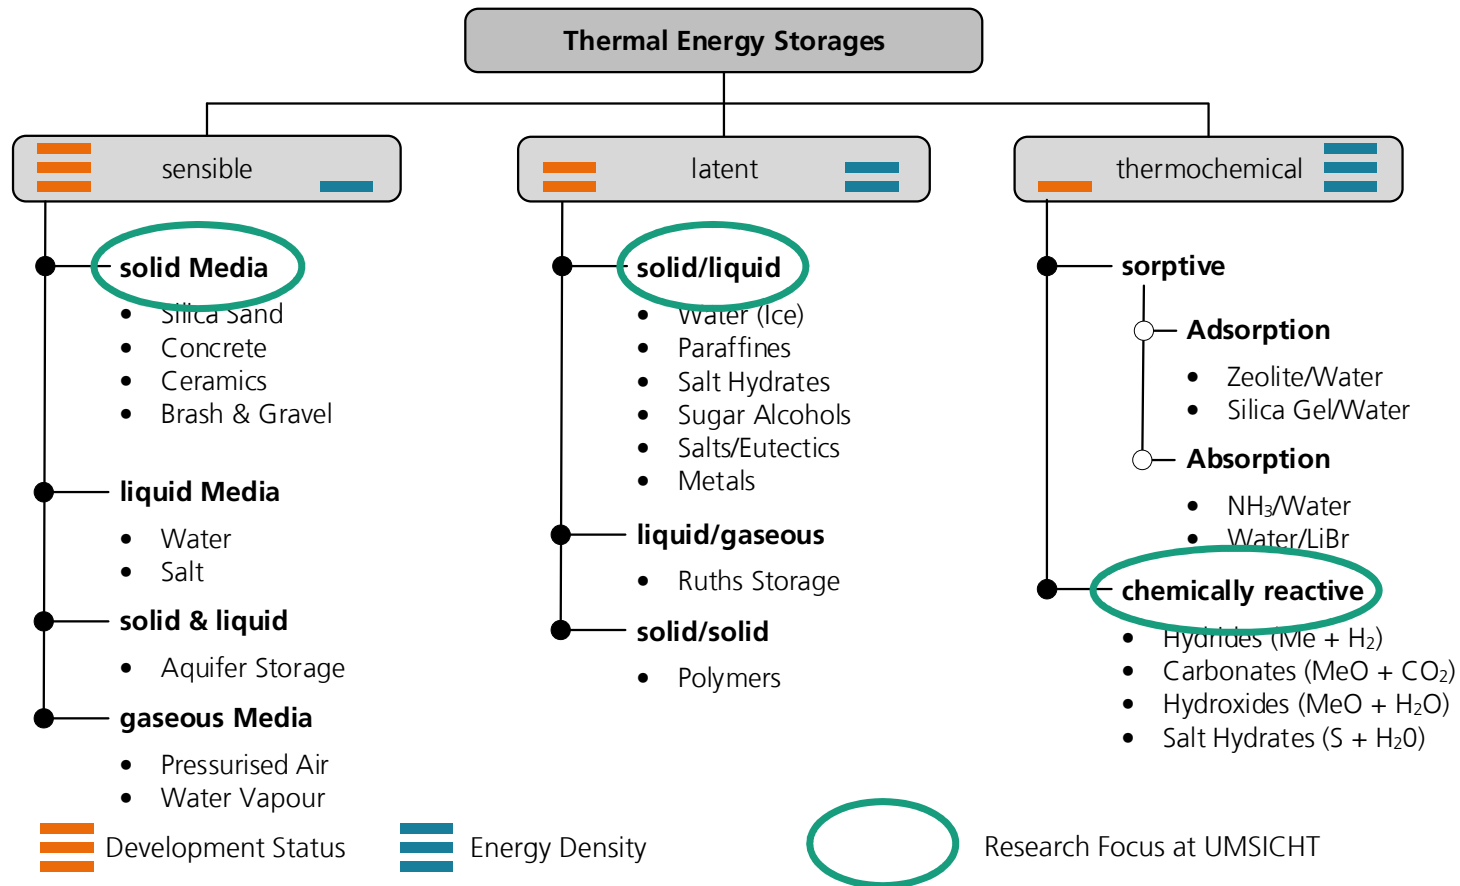 Thermal Energy Storages
sensible
solid Media
• Silica Sand
• Concrete
• Ceramics
• Brash & Gravel
liquid Media
• Water
• Salt
solid & liquid
• Aquifer Storage
gaseous Media
• Pressurised Air
• Water Vapour
latent
solid/liquid
• Water (Ice)
• Paraffines
• Salt Hydrates
• Sugar Alcohols
• Salts/Eutectics
• Metals
liquid/gaseous
• Ruths Storage
solid/solid
• Polymers
thermochemical
sorptive
Adsorption
• Zeolite/Water
• Silica Gel/Water
Absorption
• NH₃/Water
• Water/LiBr
chemically reactive
• Hydrides (Me + H₂)
• Carbonates (MeO + CO₂)
• Hydroxides (MeO + H₂O)
• Salt Hydrates (S + H₂0)
Development Status
Energy Density
Research Focus at UMSICHT